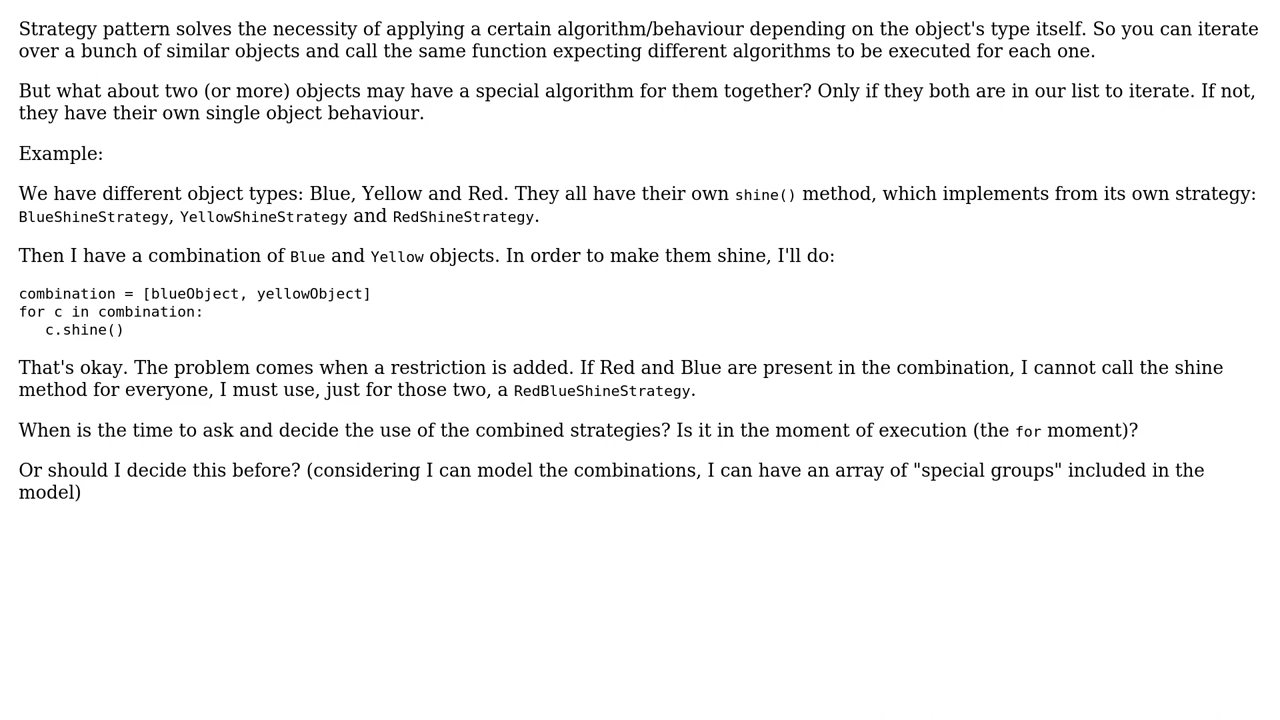 Strategy pattern solves the necessity of applying a certain algorithm/behaviour depending on the object's type itself. So you can iterate
over a bunch of similar objects and call the same function expecting different algorithms to be executed for each one.
But what about two (or more) objects may have a special algorithm for them together? Only if they both are in our list to iterate. If not,
they have their own single object behaviour.
Example:
We have different object types: Blue, Yellow and Red. They all have their own shine() method, which implements from its own strategy:
BlueShineStrategy, YellowShineStrategy and RedShineStrategy.
Then I have a combination of Blue and Yellow objects. In order to make them shine, I'll do:
combination = [blueObject, yellowObject]
for c in combination:
   c.shine()
That's okay. The problem comes when a restriction is added. If Red and Blue are present in the combination, I cannot call the shine
method for everyone, I must use, just for those two, a RedBlueShineStrategy.
When is the time to ask and decide the use of the combined strategies? Is it in the moment of execution (the for moment)?
Or should I decide this before? (considering I can model the combinations, I can have an array of "special groups" included in the
model)